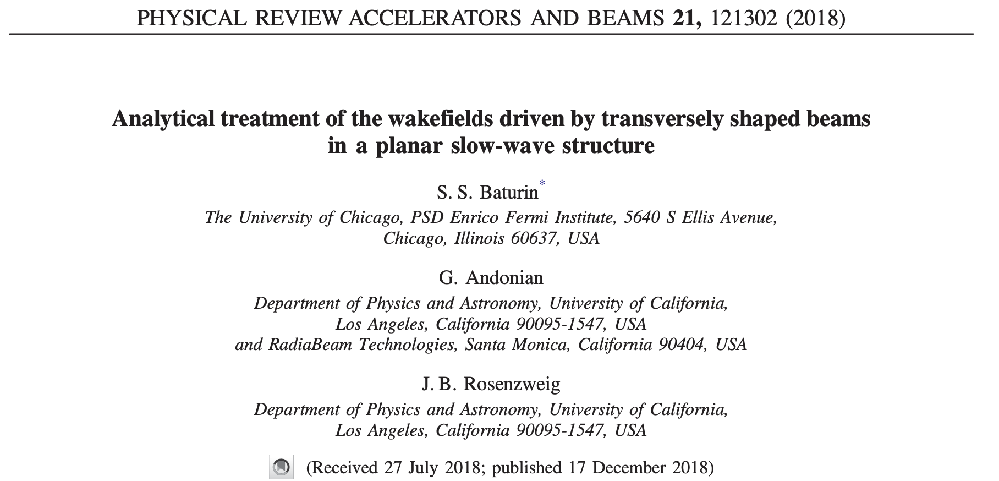 PHYSICAL REVIEW ACCELERATORS AND BEAMS 21, 121302 (2018)
Analytical treatment of the wakefields driven by transversely shaped beams
in a planar slow-wave structure
S. S. Baturin*
The University of Chicago, PSD Enrico Fermi Institute, 5640 S Ellis Avenue,
Chicago, Illinois 60637, USA
G. Andonian
Department of Physics and Astronomy, University of California,
Los Angeles, California 90095-1547, USA
and RadiaBeam Technologies, Santa Monica, California 90404, USA
J. B. Rosenzweig
Department of Physics and Astronomy, University of California,
Los Angeles, California 90095-1547, USA
(Received 27 July 2018; published 17 December 2018)